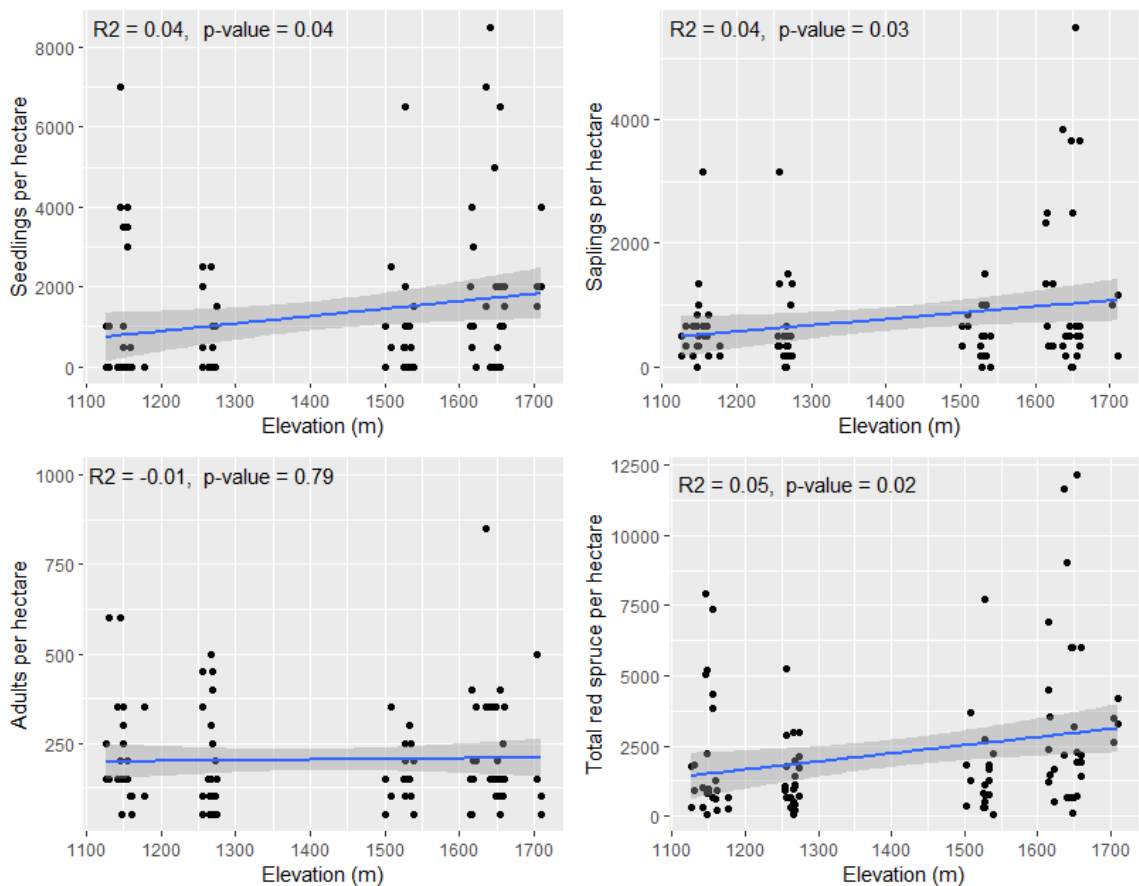 R2 = 0.04, p-value = 0.04
Seedlings per hectare
8000
6000
4000
2000
0
1100 1200 1300 1400 1500 1600 1700
Elevation (m)
R2 = 0.04, p-value = 0.03
Saplings per hectare
4000
2000
0
1100 1200 1300 1400 1500 1600 1700
Elevation (m)
R2 = -0.01, p-value = 0.79
Adults per hectare
1000
750
500
250
1100 1200 1300 1400 1500 1600 1700
Elevation (m)
R2 = 0.05, p-value = 0.02
Total red spruce per hectare
12500
10000
7500
5000
2500
0
1100 1200 1300 1400 1500 1600 1700
Elevation (m)